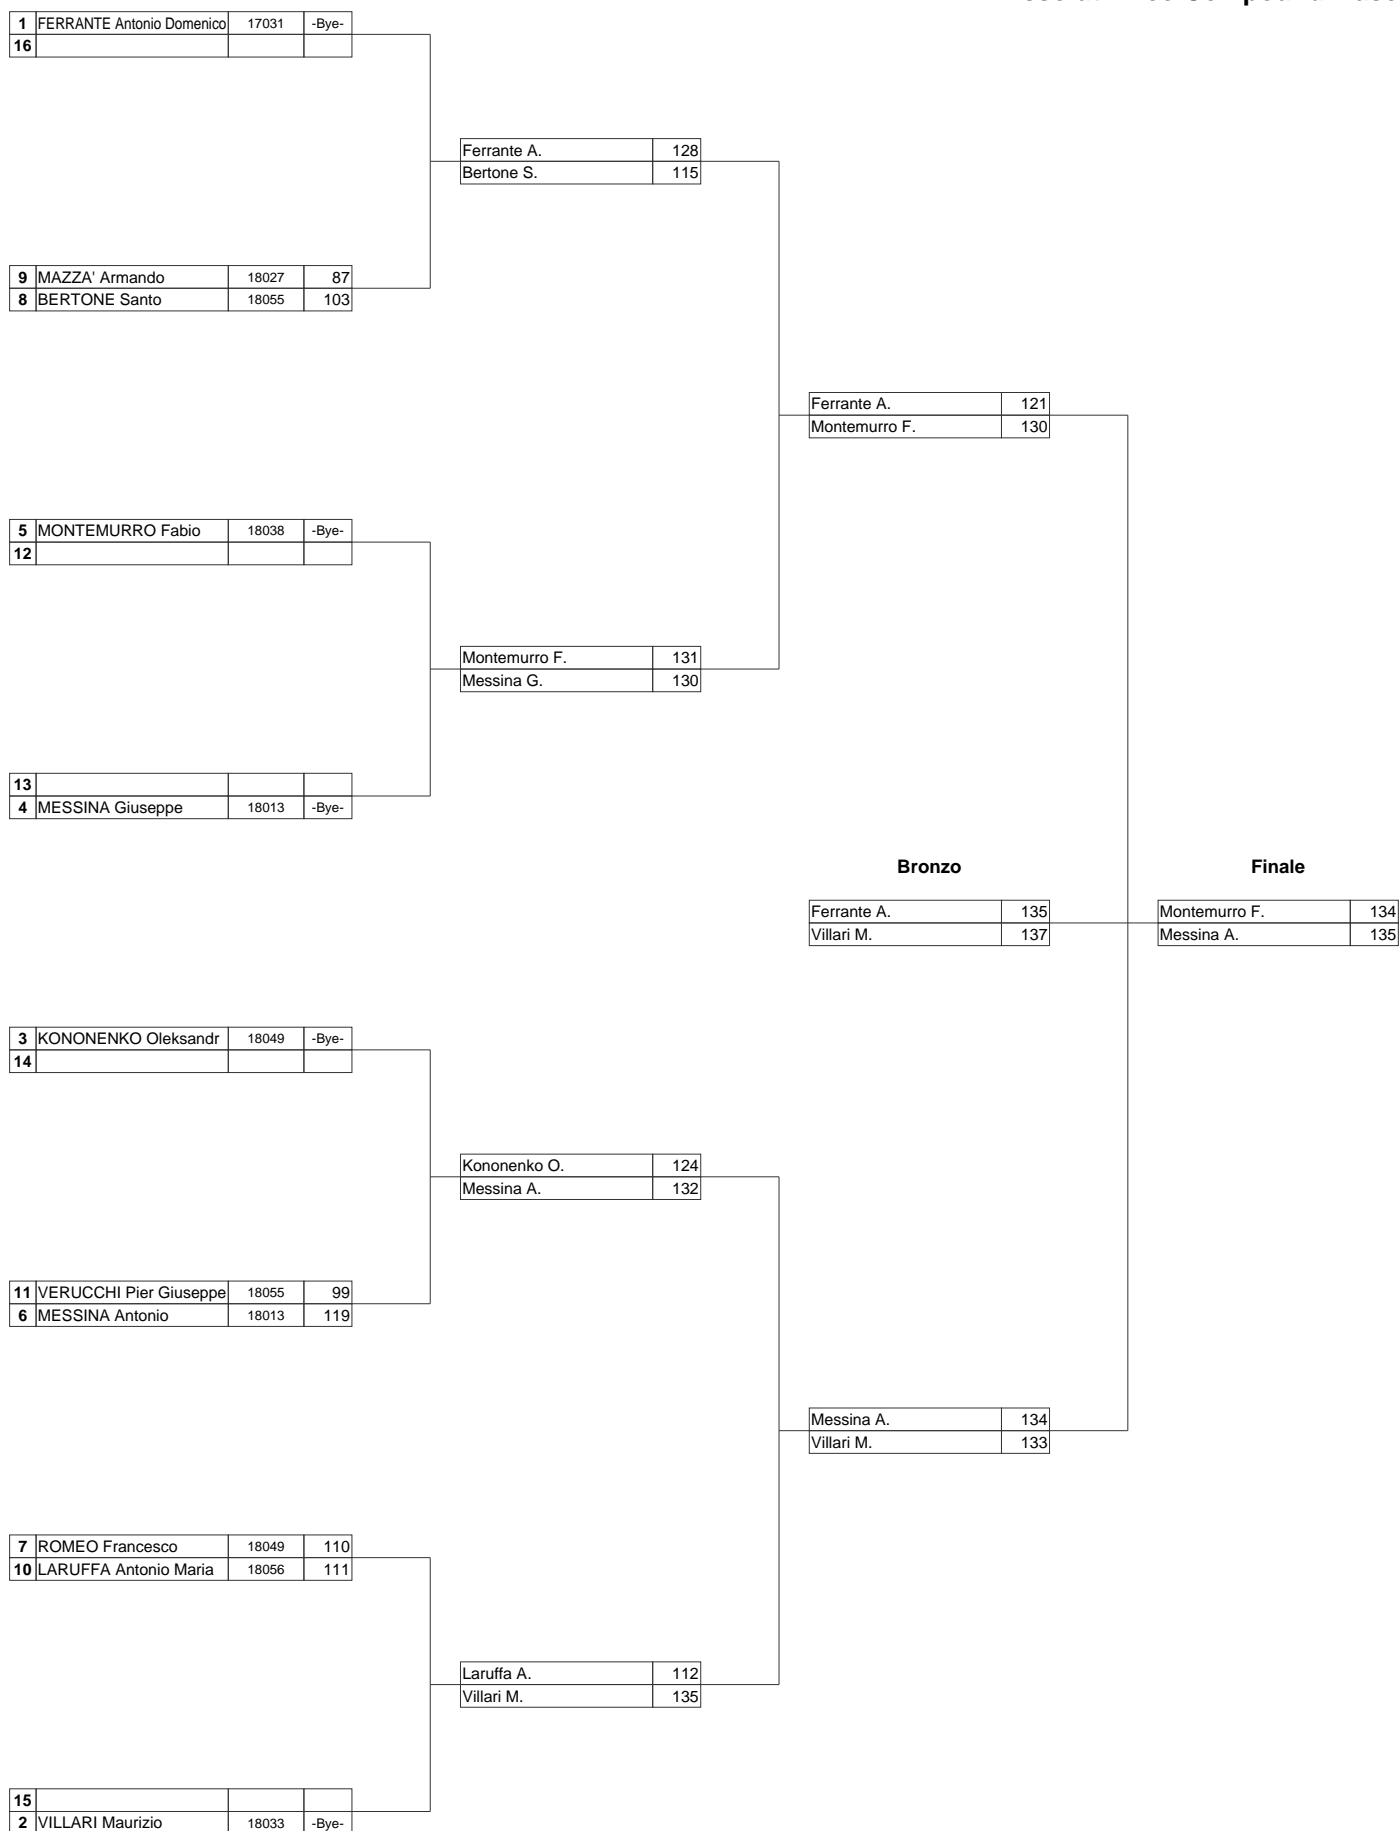 1 FERRANTE Antonio Domenico 17031 -Bye-
16
Ferrante A. 128
Bertone S. 115
9 MAZZA' Armando 18027 87
8 BERTONE Santo 18055 103
Ferrante A. 121
Montemurro F. 130
5 MONTEMURRO Fabio 18038 -Bye-
12
Montemurro F. 131
Messina G. 130
13
4 MESSINA Giuseppe 18013 -Bye-
Bronzo Finale
Ferrante A. 135 Montemurro F. 134
Villari M. 137 Messina A. 135
3 KONONENKO Oleksandr 18049 -Bye-
14
Kononenko O. 124
Messina A. 132
11 VERUCCHI Pier Giuseppe 18055 99
6 MESSINA Antonio 18013 119
Messina A. 134
Villari M. 133
7 ROMEO Francesco 18049 110
10 LARUFFA Antonio Maria 18056 111
Laruffa A. 112
Villari M. 135
15
2 VILLARI Maurizio 18033 -Bye-